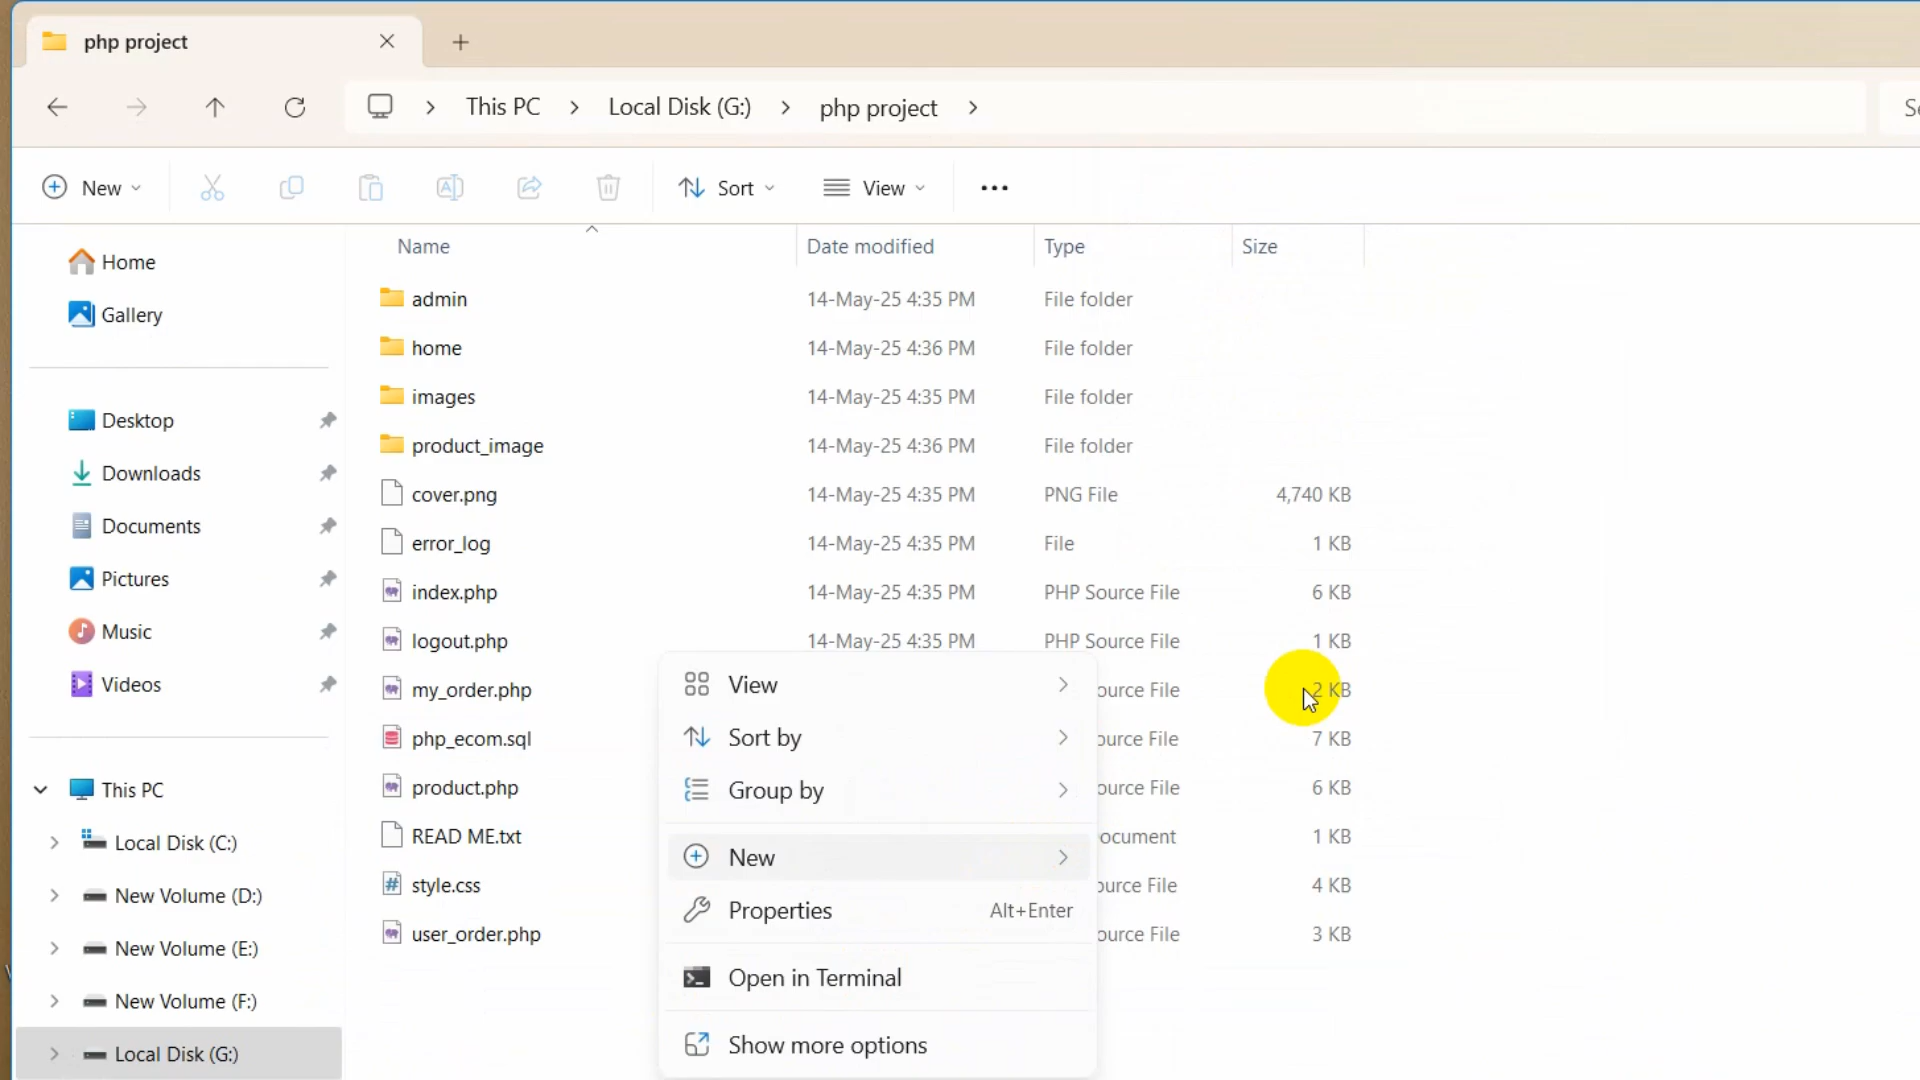 php project
This PC
Local Disk (G:)
php project
New
Sort
View
Name
Date modified
Type
Size
Home
Gallery
Desktop
Downloads
Documents
Pictures
Music
Videos
This PC
Local Disk (C:)
New Volume (D:)
New Volume (E:)
New Volume (F:)
Local Disk (G:)
admin 14-May-25 4:35 PM File folder
home 14-May-25 4:36 PM File folder
images 14-May-25 4:35 PM File folder
product_image 14-May-25 4:36 PM File folder
cover.png 14-May-25 4:35 PM PNG File 4,740 KB
error_log 14-May-25 4:35 PM File 1 KB
index.php 14-May-25 4:35 PM PHP Source File 6 KB
logout.php 14-May-25 4:35 PM PHP Source File 1 KB
my_order.php ource File 2 KB
php_ecom.sql ource File 7 KB
product.php ource File 6 KB
READ ME.txt ocument 1 KB
style.css ource File 4 KB
user_order.php ource File 3 KB
View
Sort by
Group by
New
Properties Alt+Enter
Open in Terminal
Show more options